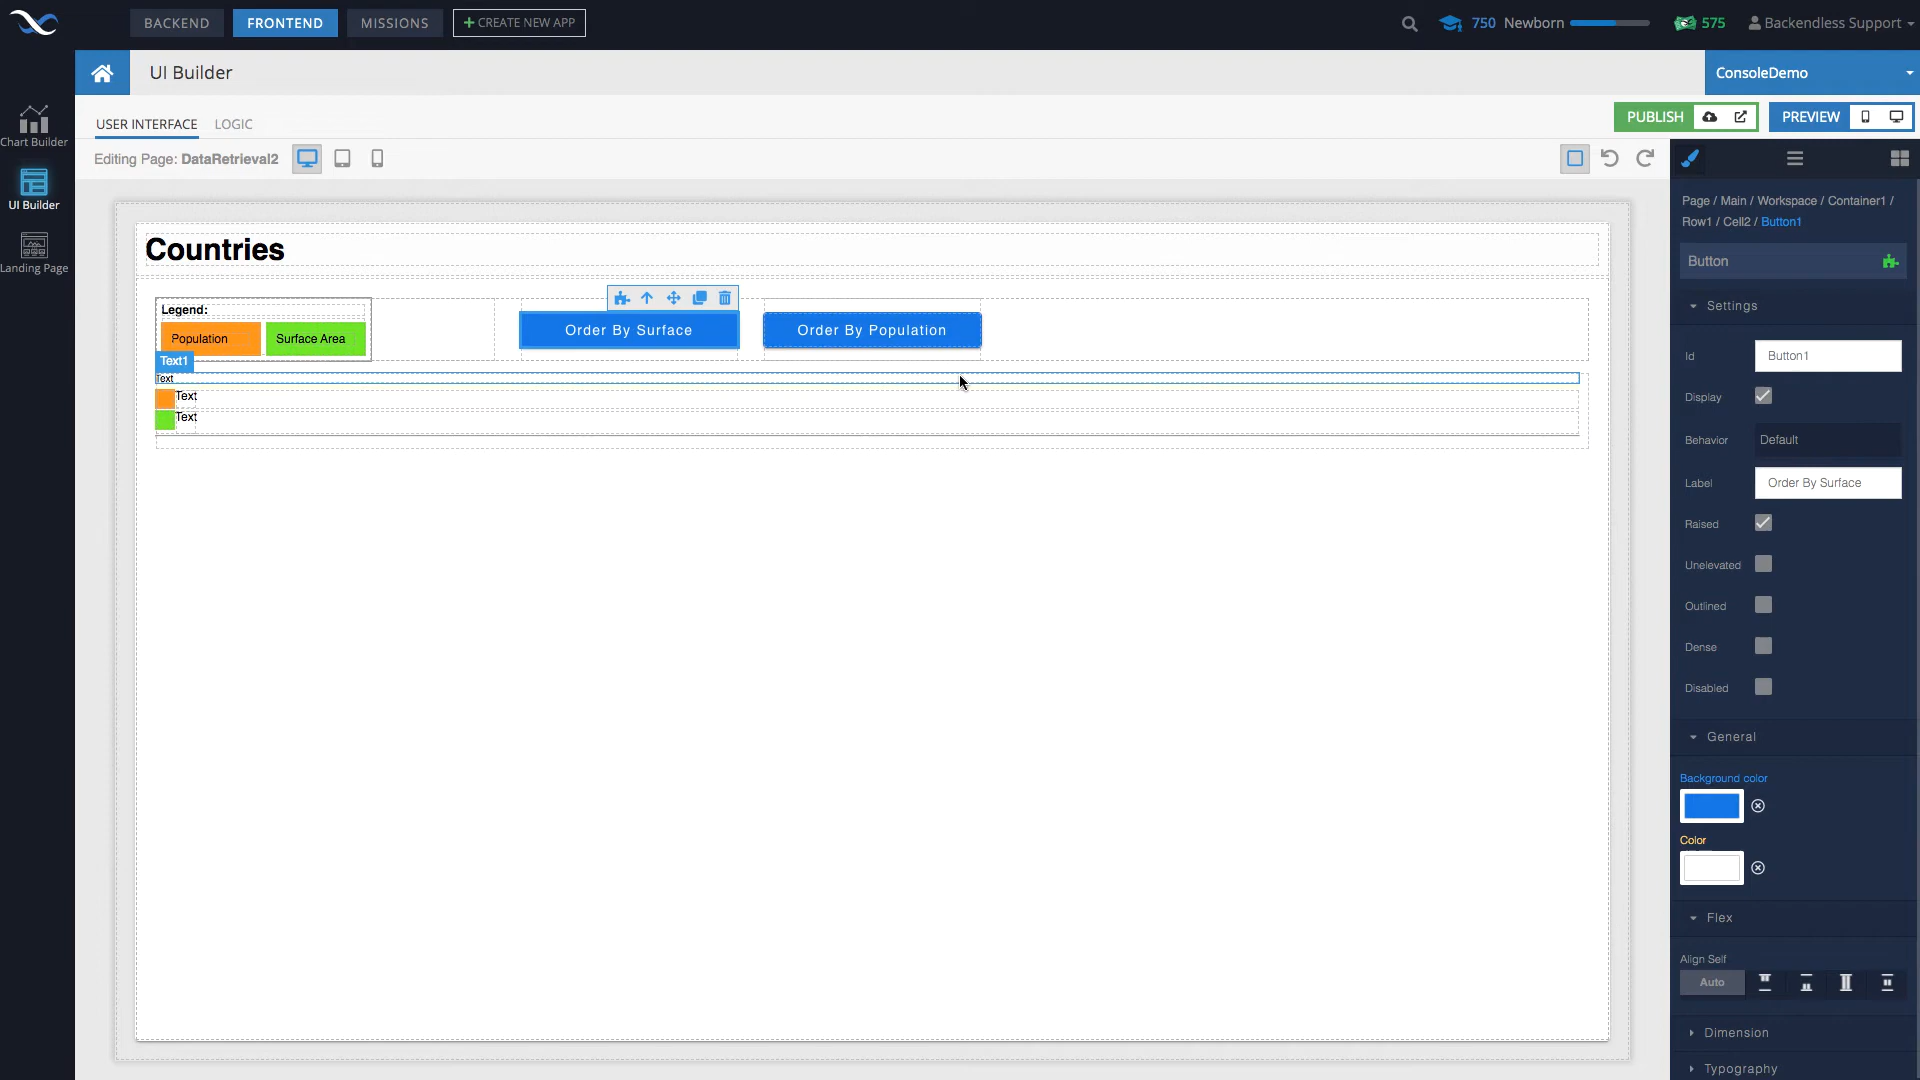 BACKEND FRONTEND MISSIONS + CREATE NEW APP 750 Newborn 575 Backendless Support
UI Builder ConsoleDemo
USER INTERFACE LOGIC PUBLISH PREVIEW
Editing Page: DataRetrieval2
Chart Builder
UI Builder
Landing Page
Countries
Legend:
Population Surface Area
Order By Surface Order By Population
Text1
Text
Text
Text
Page / Main / Workspace / Container1 /
Row1 / Cell2 / Button1
Button
Settings
Id Button1
Display
Behavior Default
Label Order By Surface
Raised
Unelevated
Outlined
Dense
Disabled
General
Background color
Color
Flex
Align Self
Auto
Dimension
Typography